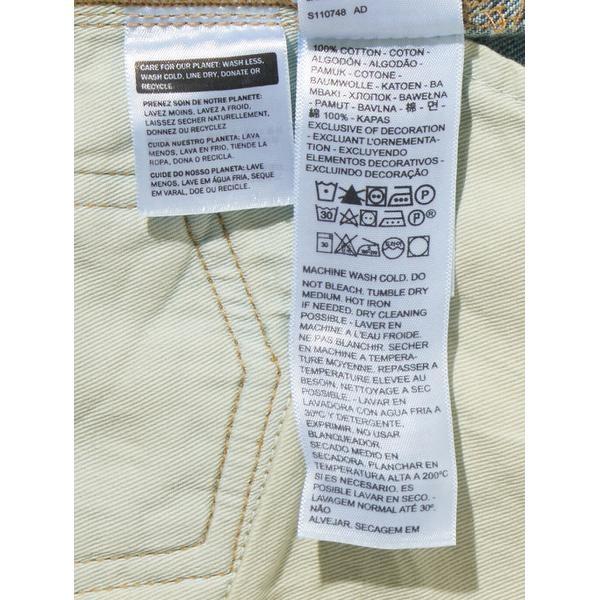 CARE FOR OUR PLANET: WASH LESS,
WASH COLD, LINE DRY, DONATE OR
RECYCLE.
PRENEZ SOIN DE NOTRE PLANETE:
LAVEZ MOINS, LAVEZ A FROID,
LAISSEZ SECHER NATURELLEMENT,
DONNEZ OU RECYCLEZ
CUIDA NUESTRO PLANETA: LAVA
MENOS, LAVA EN FRIO, TIENDE LA
ROPA, DONA O RECICLA.
CUIDE DO NOSSO PLANETA: LAVE
MENOS, LAVE EM ÁGUA FRIA, SEQUE
EM VARAL, DOE OU RECICLE.
S110748 AD
100% COTTON - COTON -
ALGODÓN - ALGODÃO -
PAMUK - COTONE -
BAUMWOLLE - KATOEN - BA
MBAKI - ХЛОПОК - BAWEŁNA
- PAMUT - BAVLNA - 棉 - 면 -
綿 100% - KAPAS
EXCLUSIVE OF DECORATION
- EXCLUANT L'ORNEMENTA-
TION - EXCLUYENDO
ELEMENTOS DECORATIVOS -
EXCLUINDO DECORAÇÃO
P
30 P
30
MACHINE WASH COLD. DO
NOT BLEACH. TUMBLE DRY
MEDIUM. HOT IRON
IF NEEDED. DRY CLEANING
POSSIBLE - LAVER EN
MACHINE A L'EAU FROIDE.
NE PAS BLANCHIR. SECHER
EN MACHINE A TEMPERA-
TURE MOYENNE. REPASSER A
TEMPERATURE ELEVEE AU
BESOIN. NETTOYAGE A SEC
POSSIBLE. - LAVAR EN
LAVADORA CON AGUA FRIA A
30ºC Y DETERGENTE.
EXPRIMIR. NO USAR
BLANQUEADOR.
SECADO MEDIO EN
SECADORA. PLANCHAR EN
TEMPERATURA ALTA A 200°C
SI ES NECESARIO. ES
POSIBLE LAVAR EN SECO. -
LAVAGEM NORMAL ATÉ 30º.
NÃO
ALVEJAR. SECAGEM EM